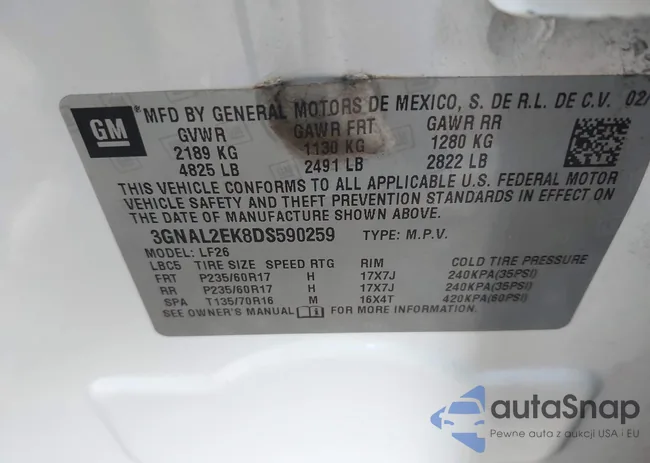 GM ® MFD BY GENERAL MOTORS DE MEXICO, S. DE R.L. DE C.V. 02/
GVWR GAWR FRT GAWR RR
2189 KG 1130 KG 1280 KG
4825 LB 2491 LB 2822 LB
THIS VEHICLE CONFORMS TO ALL APPLICABLE U.S. FEDERAL MOTOR
VEHICLE SAFETY AND THEFT PREVENTION STANDARDS IN EFFECT ON
THE DATE OF MANUFACTURE SHOWN ABOVE.
3GNAL2EK8DS590259 TYPE: M.P.V.
MODEL: LF26
LBC5 TIRE SIZE SPEED RTG RIM COLD TIRE PRESSURE
FRT P235/60R17 H 17X7J 240KPA(35PSI)
RR P235/60R17 H 17X7J 240KPA(35PSI)
SPA T135/70R16 M 16X4T 420KPA(60PSI)
SEE OWNER'S MANUAL FOR MORE INFORMATION
autaSnap
Pewne auta z aukcji USA i EU